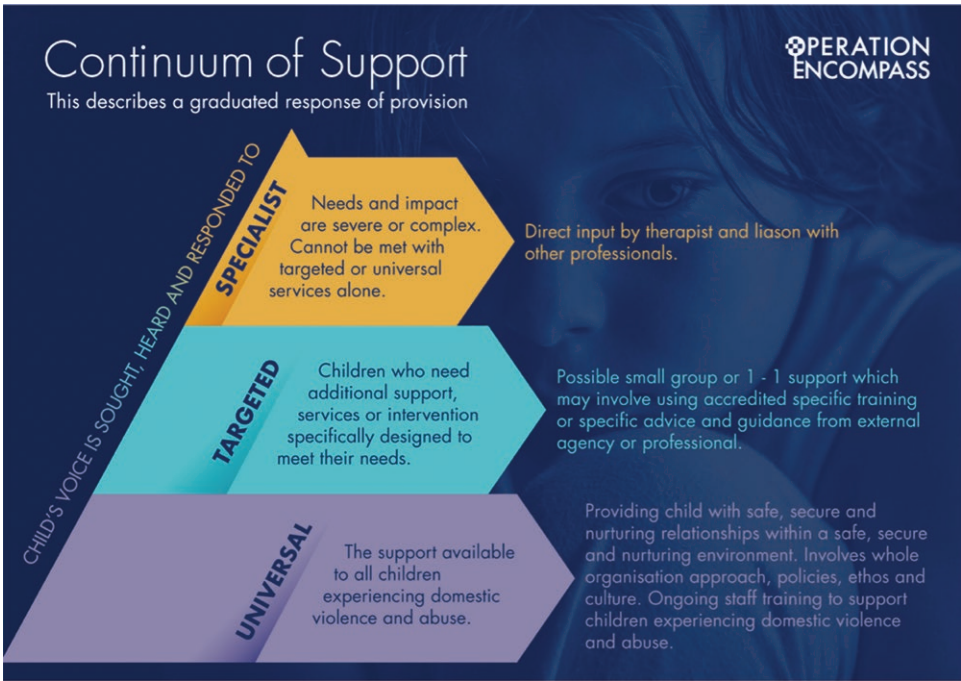 Continuum of Support
This describes a graduated response of provision
OPERATION
ENCOMPASS
CHILD'S VOICE IS SOUGHT, HEARD AND RESPONDED TO
SPECIALIST
Needs and impact
are severe or complex.
Cannot be met with
targeted or universal
services alone.
Direct input by therapist and liason with
other professionals.
TARGETED
Children who need
additional support,
services or intervention
specifically designed to
meet their needs.
Possible small group or 1 - 1 support which
may involve using accredited specific training
or specific advice and guidance from external
agency or professional.
UNIVERSAL
The support available
to all children
experiencing domestic
violence and abuse.
Providing child with safe, secure and
nurturing relationships within a safe, secure
and nurturing environment. Involves whole
organisation approach, policies, ethos and
culture. Ongoing staff training to support
children experiencing domestic violence
and abuse.